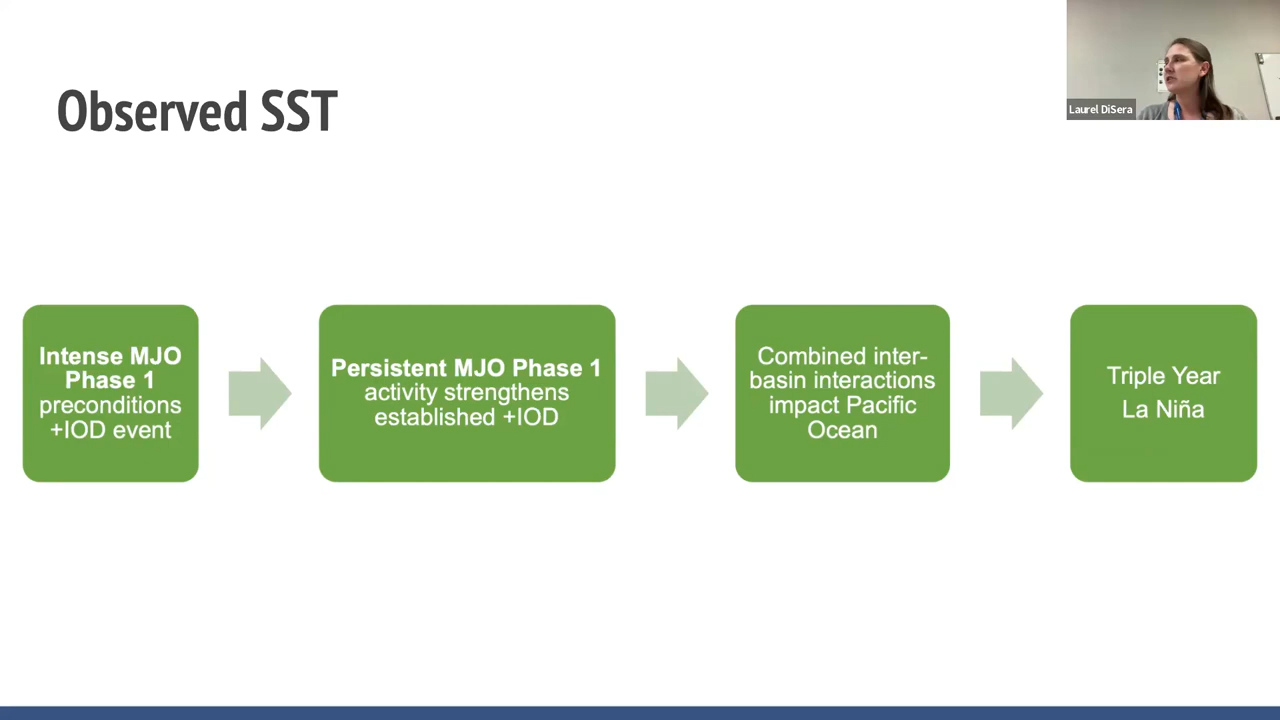 Observed SST
Laurel DiSera
Intense MJO
Phase 1
preconditions
+IOD event
Persistent MJO Phase 1
activity strengthens
established +IOD
Combined inter-
basin interactions
impact Pacific
Ocean
Triple Year
La Niña